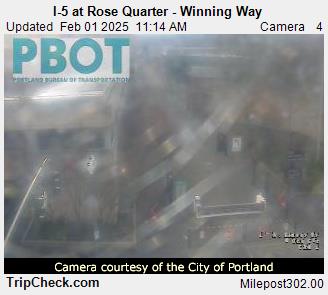 I-5 at Rose Quarter - Winning Way
Updated Feb 01 2025 11:14 AM Camera 4
PBOT
PORTLAND BUREAU OF TRANSPORTATION
Camera courtesy of the City of Portland
TripCheck.com Milepost302.00